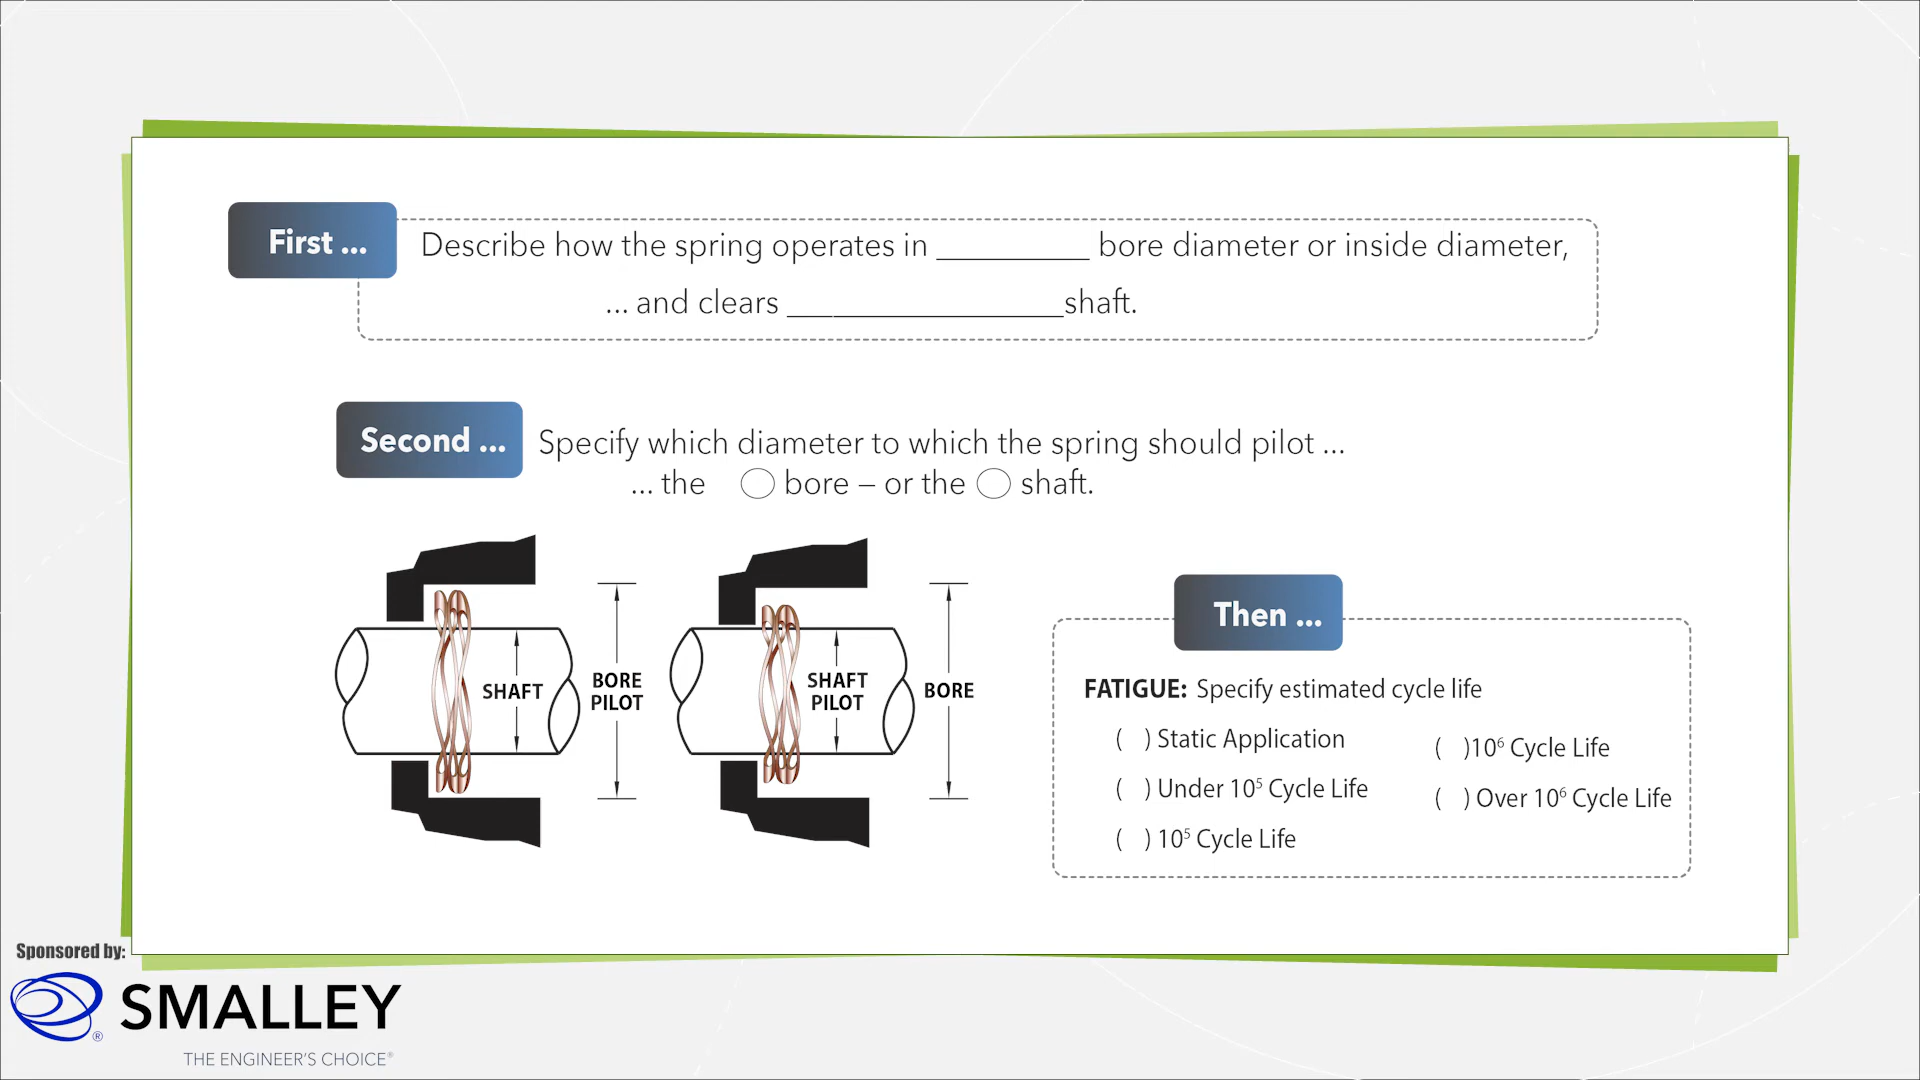 First ...
Describe how the spring operates in __________ bore diameter or inside diameter,
... and clears __________________shaft.
Second ...
Specify which diameter to which the spring should pilot ...
... the ◯ bore – or the ◯ shaft.
SHAFT
BORE
PILOT
SHAFT
PILOT
BORE
Then ...
FATIGUE: Specify estimated cycle life
( ) Static Application
( ) Under 10⁵ Cycle Life
( ) 10⁵ Cycle Life
( )10⁶ Cycle Life
( ) Over 10⁶ Cycle Life
Sponsored by:
SMALLEY
®
THE ENGINEER'S CHOICE®